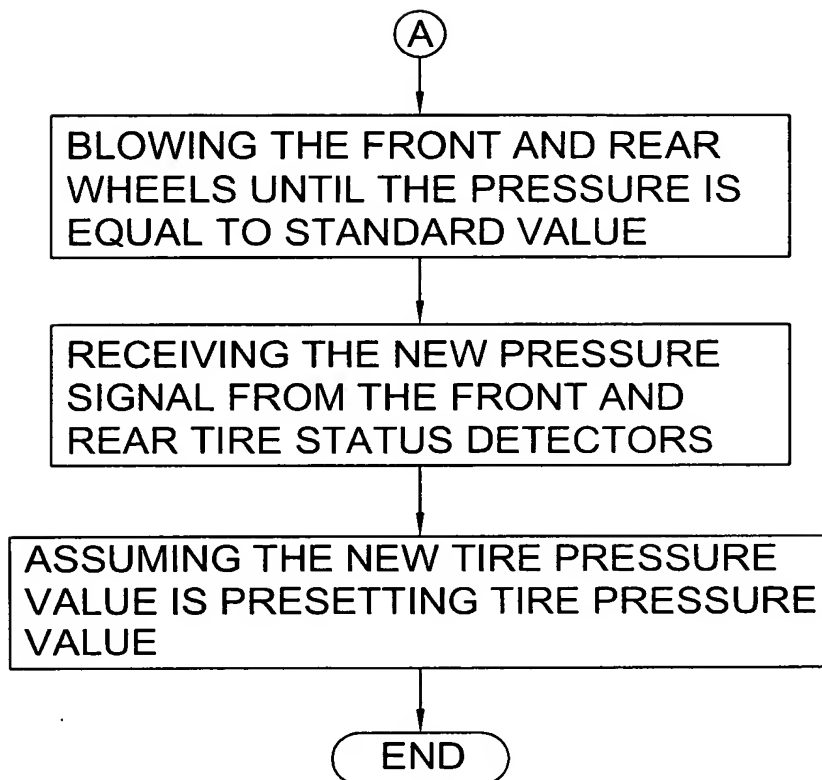 A
BLOWING THE FRONT AND REAR
WHEELS UNTIL THE PRESSURE IS
EQUAL TO STANDARD VALUE
RECEIVING THE NEW PRESSURE
SIGNAL FROM THE FRONT AND
REAR TIRE STATUS DETECTORS
ASSUMING THE NEW TIRE PRESSURE
VALUE IS PRESETTING TIRE PRESSURE
VALUE
END